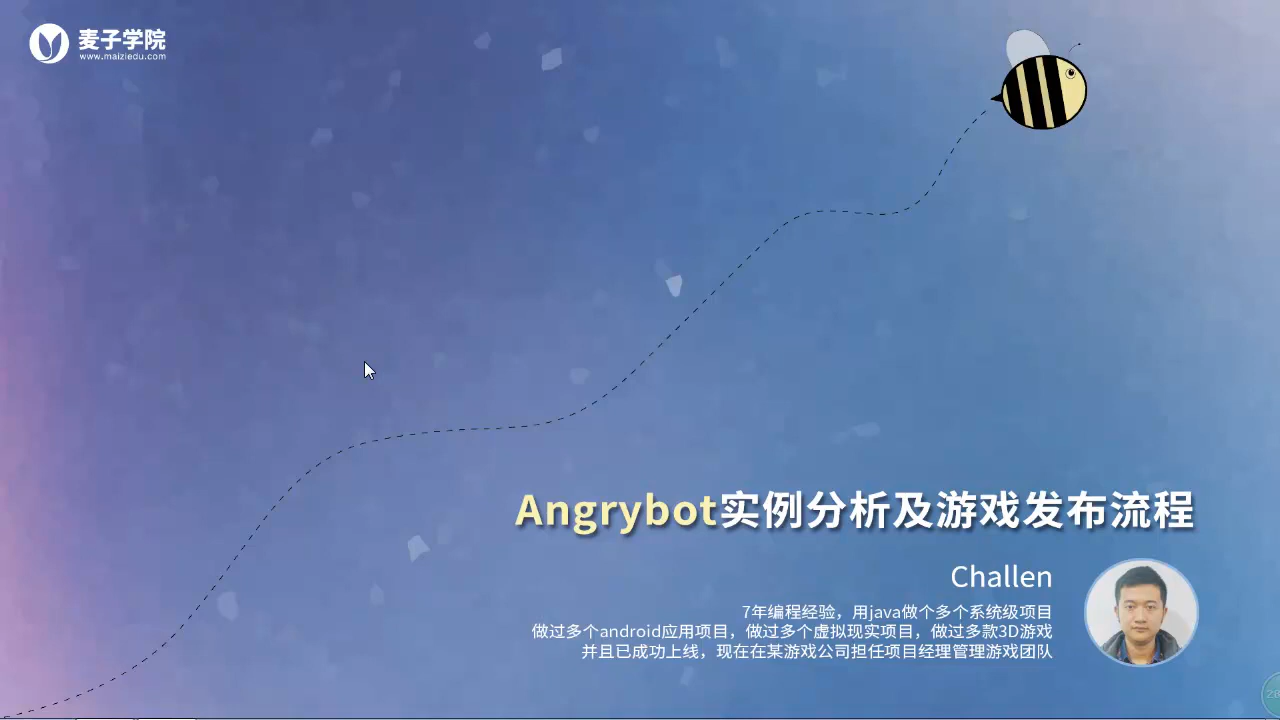 麦子学院
www.maiziedu.com
Angrybot实例分析及游戏发布流程
Challen
7年编程经验，用java做个多个系统级项目
做过多个android应用项目，做过多个虚拟现实项目，做过多款3D游戏
并且已成功上线，现在在某游戏公司担任项目经理管理游戏团队